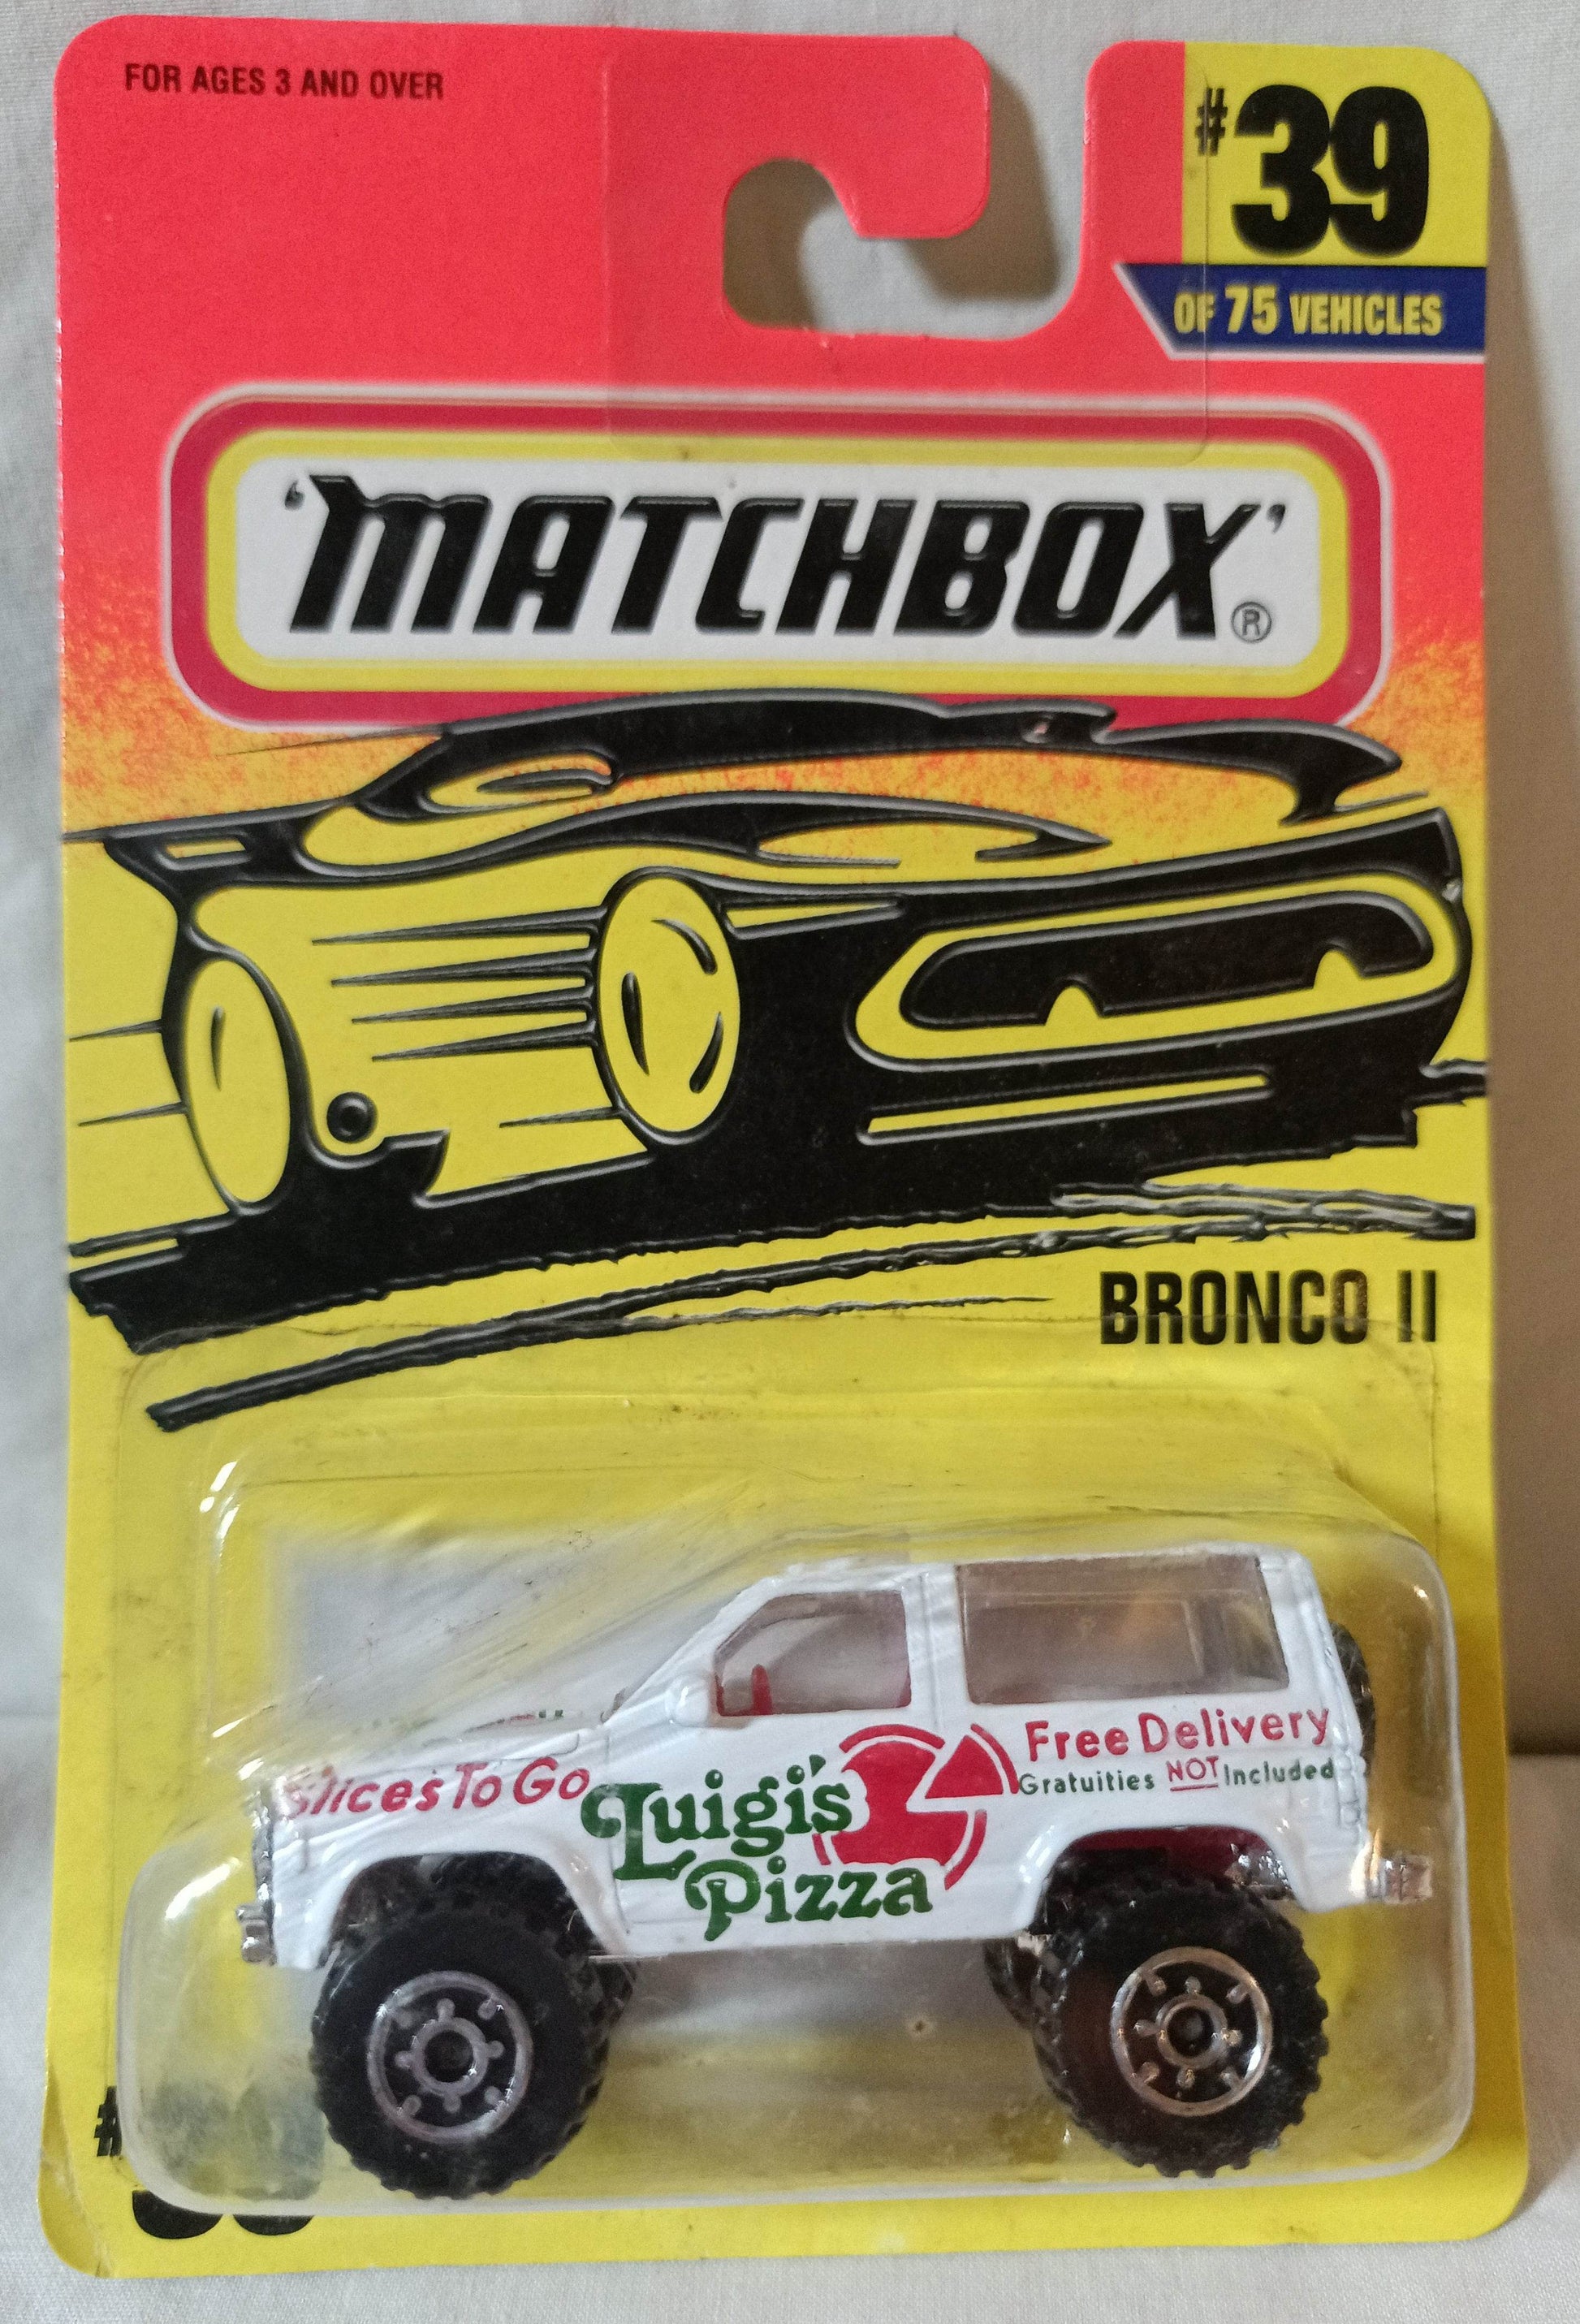 FOR AGES 3 AND OVER
#39
OF 75 VEHICLES
'MATCHBOX'®
BRONCO II
Slices To Go
Luigi's
Pizza
Free Delivery
Gratuities NOT Included
#